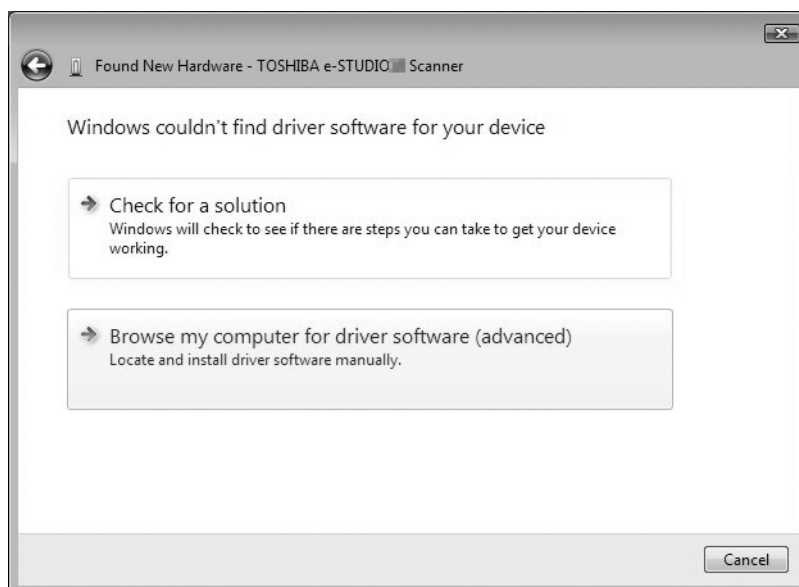 Found New Hardware - TOSHIBA e-STUDIO Scanner
Windows couldn't find driver software for your device
Check for a solution
Windows will check to see if there are steps you can take to get your device
working.
Browse my computer for driver software (advanced)
Locate and install driver software manually.
Cancel